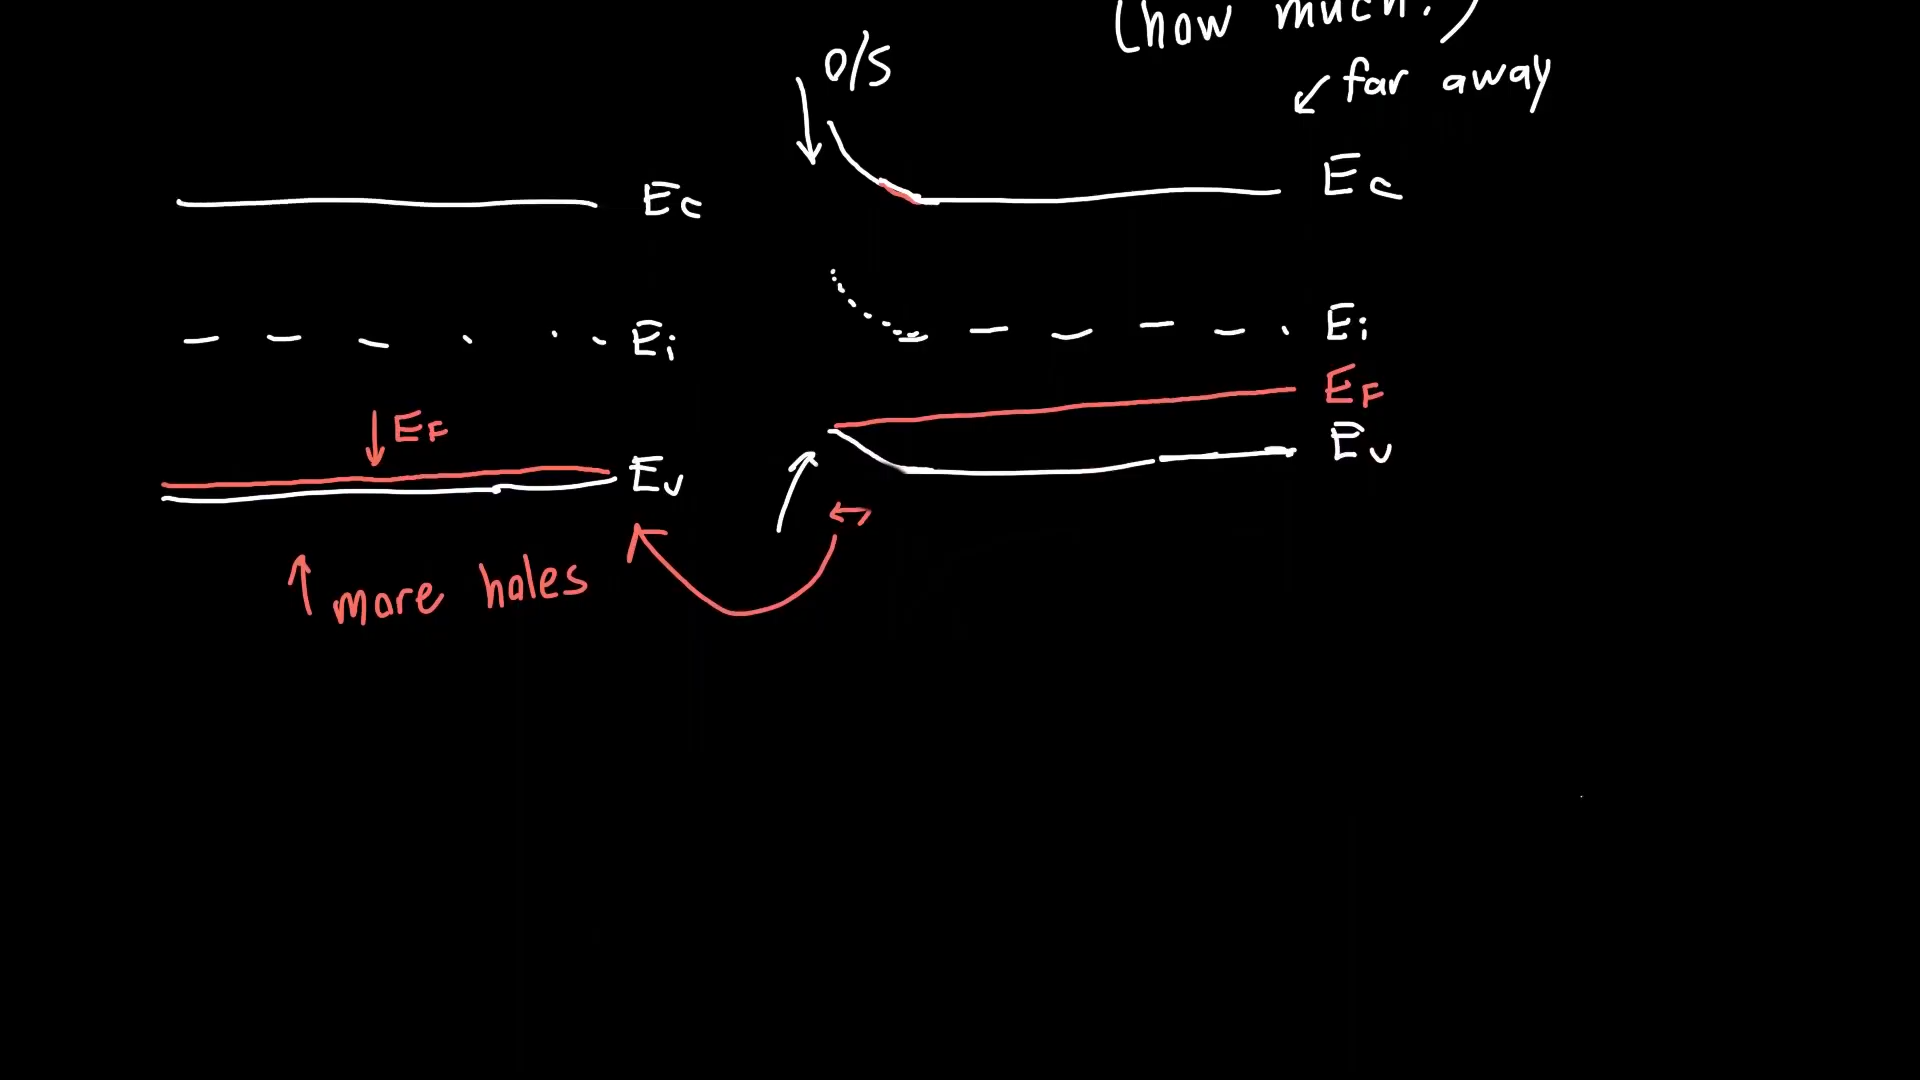 (how much?)
O/S
↙ far away
Ec
Ec
Ei
Ei
EF
↓ EF
Ev
Ev
↑ more holes